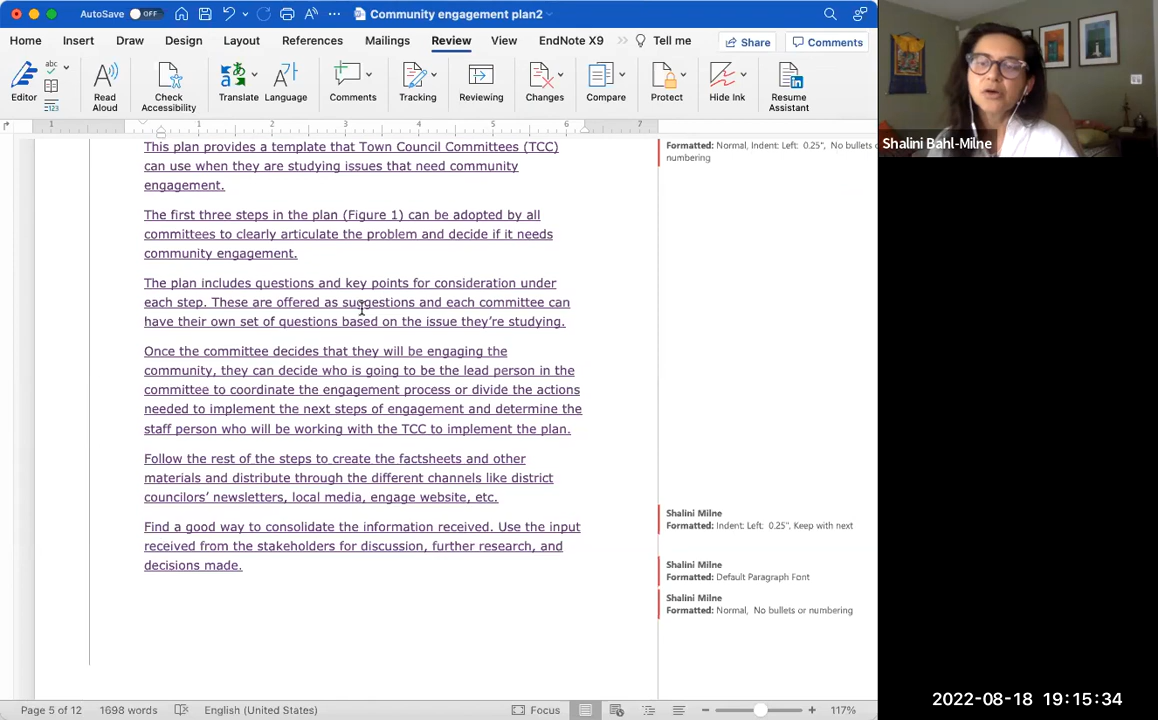 AutoSave OFF
Community engagement plan2
Home Insert Draw Design Layout References Mailings Review View EndNote X9 Tell me Share Comments
Editor Read Aloud Check Accessibility Translate Language Comments Tracking Reviewing Changes Compare Protect Hide Ink Resume Assistant
1 1 2 3 4 5 6 7
This plan provides a template that Town Council Committees (TCC)
can use when they are studying issues that need community
engagement.
The first three steps in the plan (Figure 1) can be adopted by all
committees to clearly articulate the problem and decide if it needs
community engagement.
The plan includes questions and key points for consideration under
each step. These are offered as suggestions and each committee can
have their own set of questions based on the issue they're studying.
Once the committee decides that they will be engaging the
community, they can decide who is going to be the lead person in the
committee to coordinate the engagement process or divide the actions
needed to implement the next steps of engagement and determine the
staff person who will be working with the TCC to implement the plan.
Follow the rest of the steps to create the factsheets and other
materials and distribute through the different channels like district
councilors' newsletters, local media, engage website, etc.
Find a good way to consolidate the information received. Use the input
received from the stakeholders for discussion, further research, and
decisions made.
Formatted: Normal, Indent: Left: 0.25", No bullets o
numbering
Shalini Milne
Formatted: Indent: Left: 0.25", Keep with next
Shalini Milne
Formatted: Default Paragraph Font
Shalini Milne
Formatted: Normal, No bullets or numbering
Shalini Bahl-Milne
Page 5 of 12 1698 words English (United States) Focus 117%
2022-08-18 19:15:34